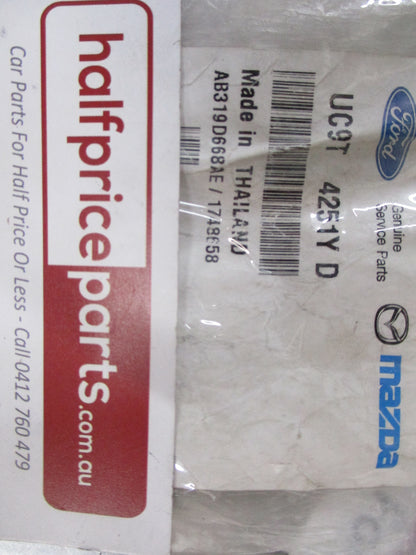 Ford
Genuine
Service Parts
mazda
UC9T 4251Y D
Made in THAILAND
AB319D668AE / 1718658
halfpriceparts.com.au
Car Parts For Half Price Or Less - Call 0412 760 479